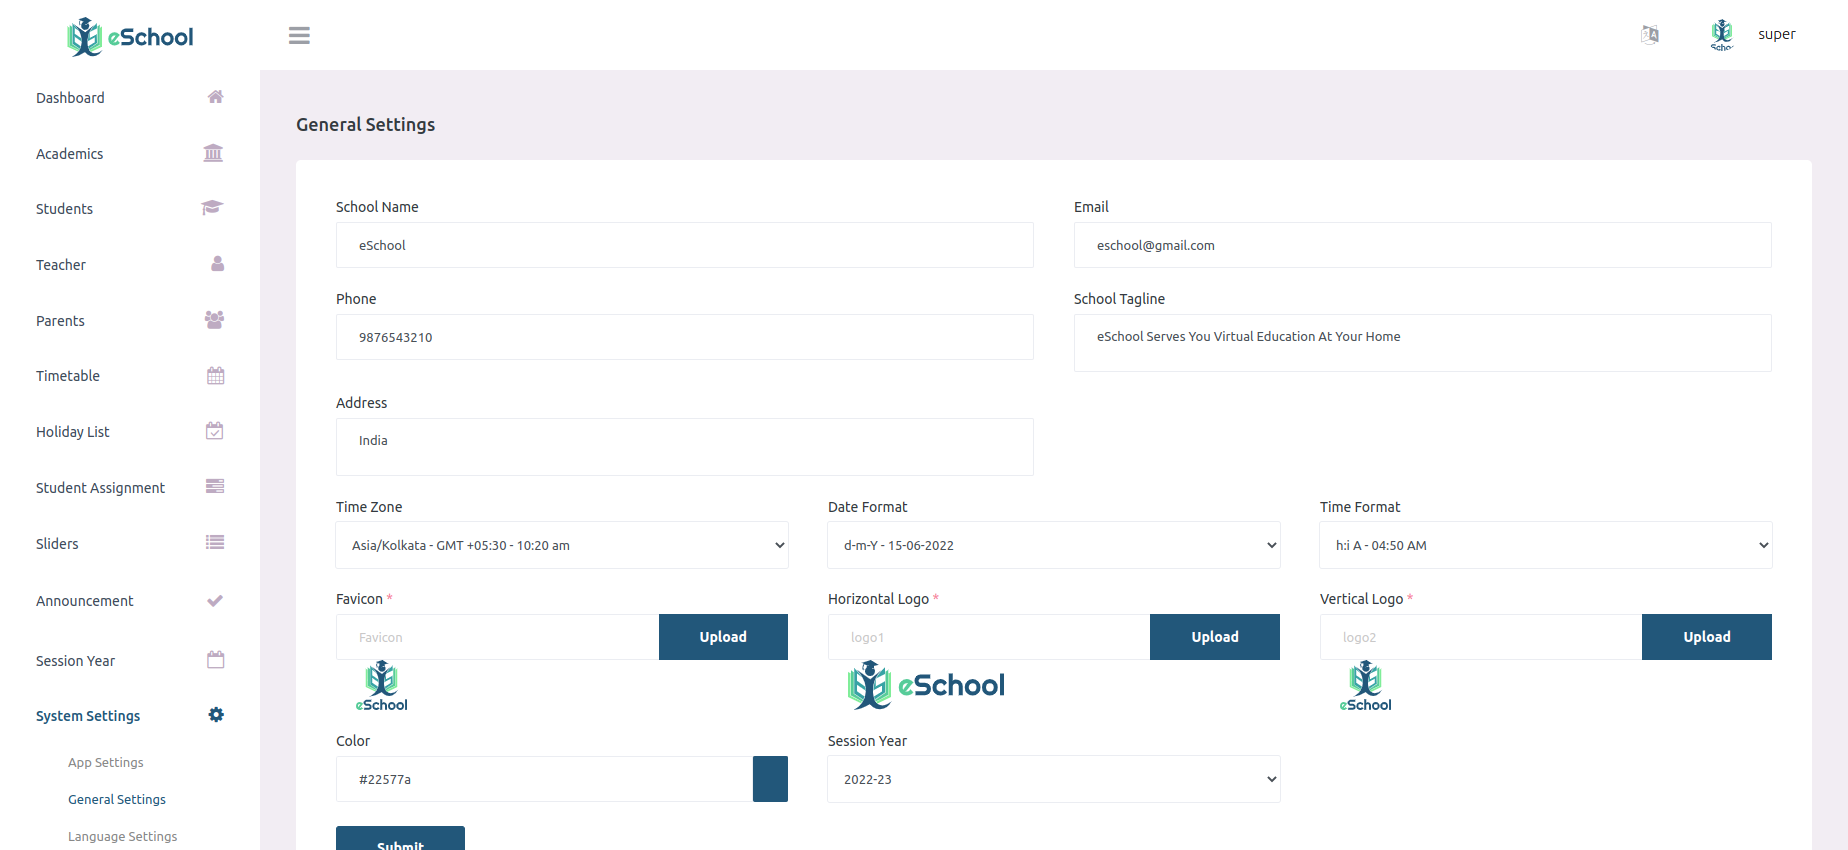 eSchool
super
Dashboard
Academics
Students
Teacher
Parents
Timetable
Holiday List
Student Assignment
Sliders
Announcement
Session Year
System Settings
App Settings
General Settings
Language Settings
General Settings
School Name
eSchool
Email
eschool@gmail.com
Phone
9876543210
School Tagline
eSchool Serves You Virtual Education At Your Home
Address
India
Time Zone
Asia/Kolkata - GMT +05:30 - 10:20 am
Date Format
d-m-Y - 15-06-2022
Time Format
h:i A - 04:50 AM
Favicon *
Favicon
Upload
eSchool
Horizontal Logo *
logo1
Upload
eSchool
Vertical Logo *
logo2
Upload
eSchool
Color
#22577a
Session Year
2022-23
Submit